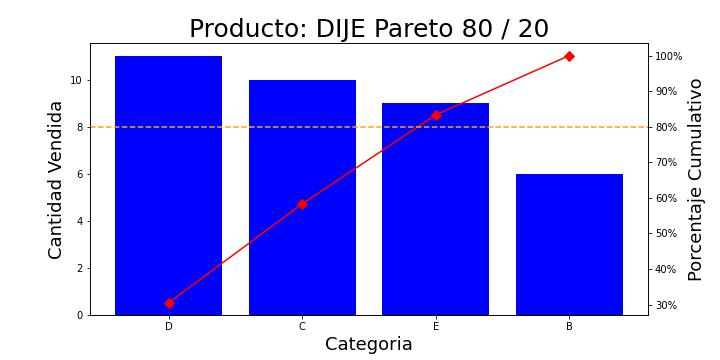 Producto: DIJE Pareto 80 / 20
Cantidad Vendida
10
8
6
4
2
0
100%
90%
80%
70%
60%
50%
40%
30%
Porcentaje Cumulativo
D C E B
Categoria